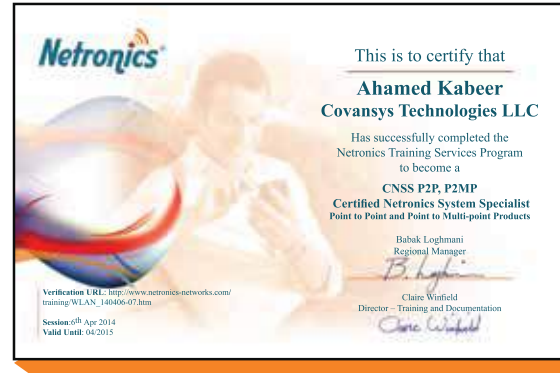 Netronics
This is to certify that
Ahamed Kabeer
Covansys Technologies LLC
Has successfully completed the
Netronics Training Services Program
to become a
CNSS P2P, P2MP
Certified Netronics System Specialist
Point to Point and Point to Multi-point Products
Babak Loghmani
Regional Manager
B. Loghmani
Claire Winfield
Director – Training and Documentation
Claire Winfield
Verification URL: http://www.netronics-networks.com/
training/WLAN_140406-07.htm
Session:6th Apr 2014
Valid Until: 04/2015